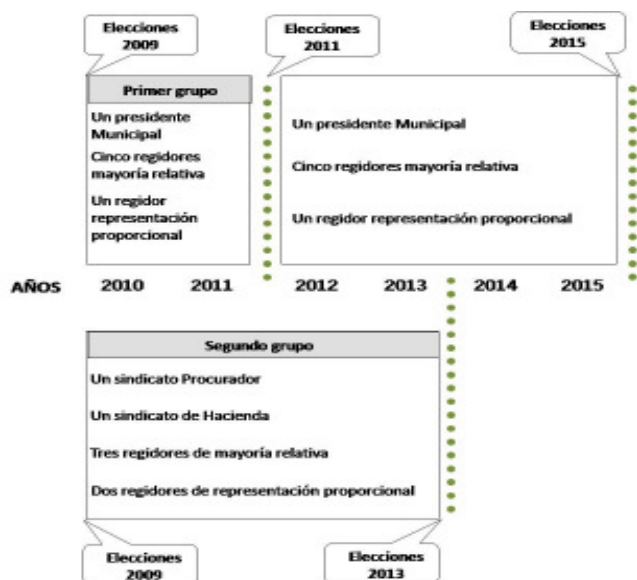 Elecciones
2009
Elecciones
2011
Elecciones
2015
Primer grupo
Un presidente
Municipal
Cinco regidores
mayoría relativa
Un regidor
representación
proporcional
Un presidente Municipal
Cinco regidores mayoría relativa
Un regidor representación proporcional
AÑOS 2010 2011 2012 2013 2014 2015
Segundo grupo
Un sindicato Procurador
Un sindicato de Hacienda
Tres regidores de mayoría relativa
Dos regidores de representación proporcional
Elecciones
2009
Elecciones
2013